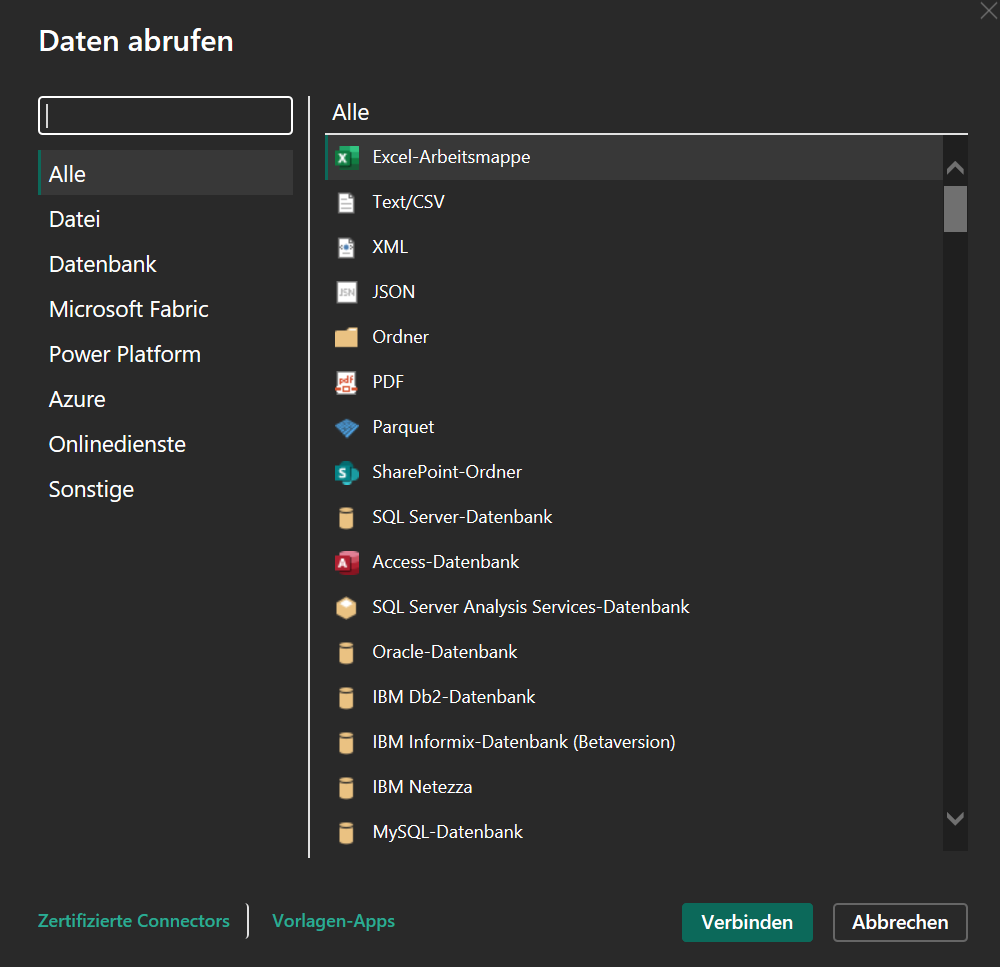 Daten abrufen
Alle
Datei
Datenbank
Microsoft Fabric
Power Platform
Azure
Onlinedienste
Sonstige
Alle
Excel-Arbeitsmappe
Text/CSV
XML
JSON
Ordner
PDF
Parquet
SharePoint-Ordner
SQL Server-Datenbank
Access-Datenbank
SQL Server Analysis Services-Datenbank
Oracle-Datenbank
IBM Db2-Datenbank
IBM Informix-Datenbank (Betaversion)
IBM Netezza
MySQL-Datenbank
Zertifizierte Connectors
Vorlagen-Apps
Verbinden
Abbrechen